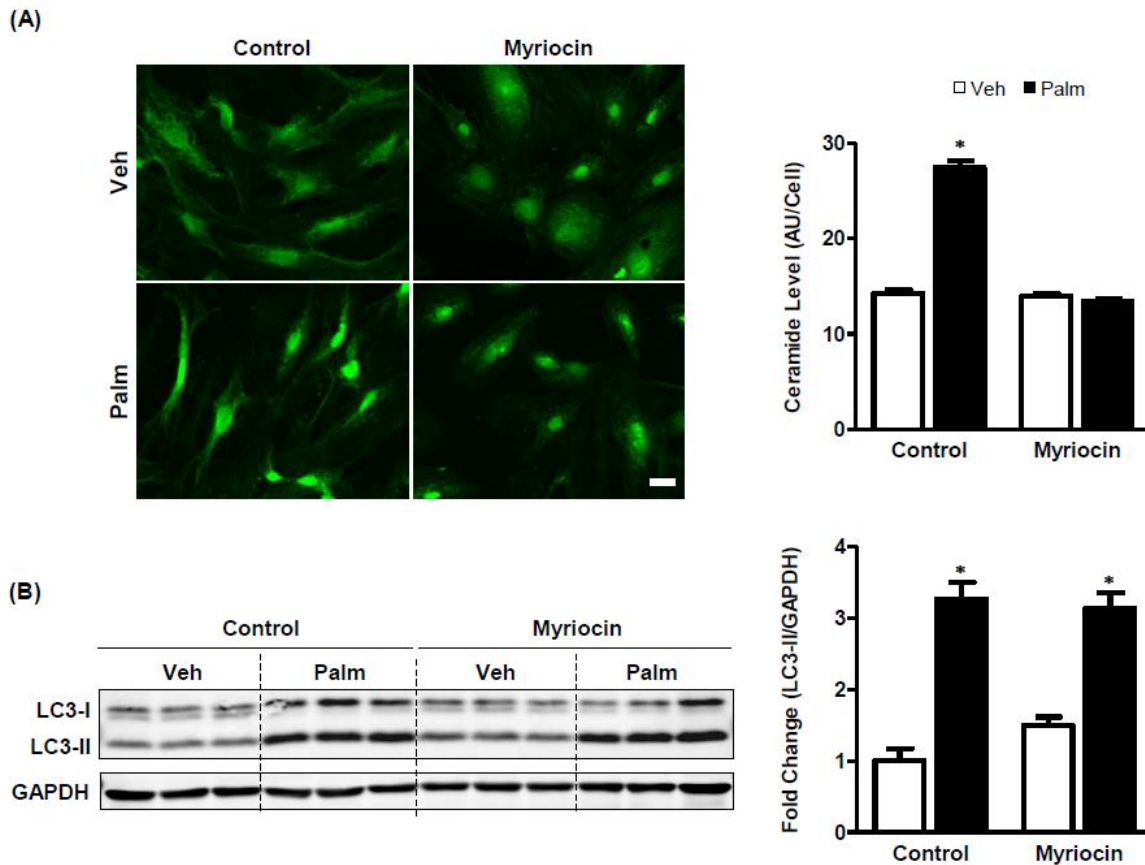 (A)
Control Myriocin
Veh
Palm
Veh Palm
Ceramide Level (AU/Cell)
30
20
10
0
*
Control Myriocin
(B)
Control Myriocin
Veh Palm Veh Palm
LC3-I
LC3-II
GAPDH
Fold Change (LC3-II/GAPDH)
4
3
2
1
0
* *
Control Myriocin